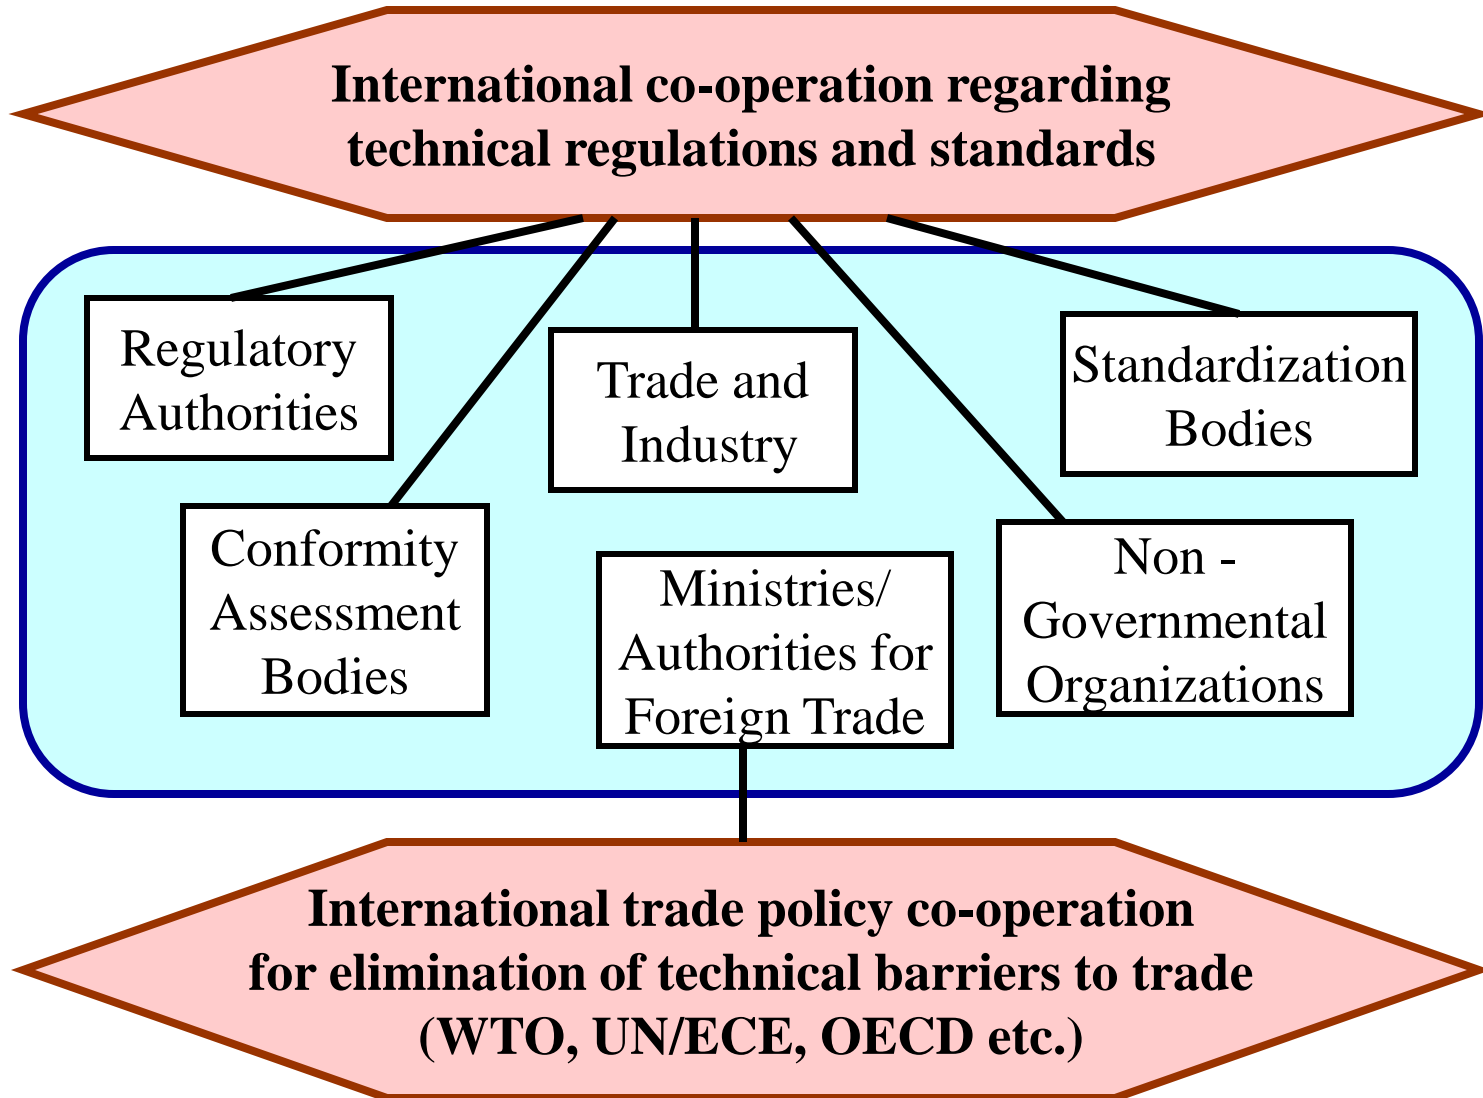 International co-operation regarding
technical regulations and standards
Regulatory
Authorities
Trade and
Industry
Standardization
Bodies
Conformity
Assessment
Bodies
Ministries/
Authorities for
Foreign Trade
Non -
Governmental
Organizations
International trade policy co-operation
for elimination of technical barriers to trade
(WTO, UN/ECE, OECD etc.)